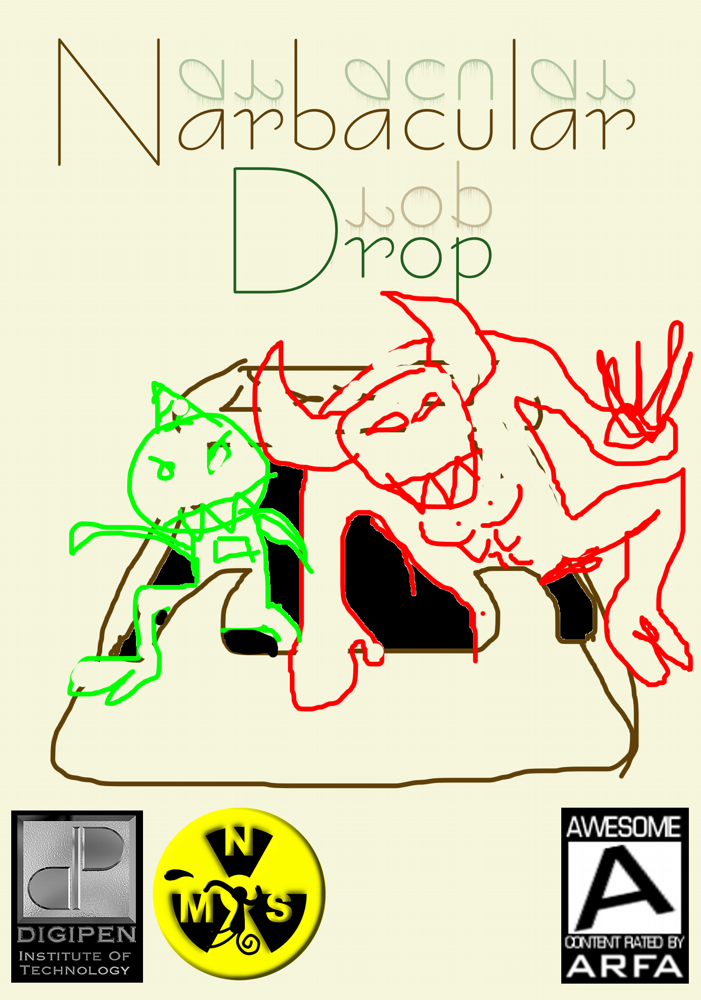 Narbacular
Drop
DIGIPEN
INSTITUTE OF
TECHNOLOGY
N
M S
AWESOME
A
CONTENT RATED BY
ARFA